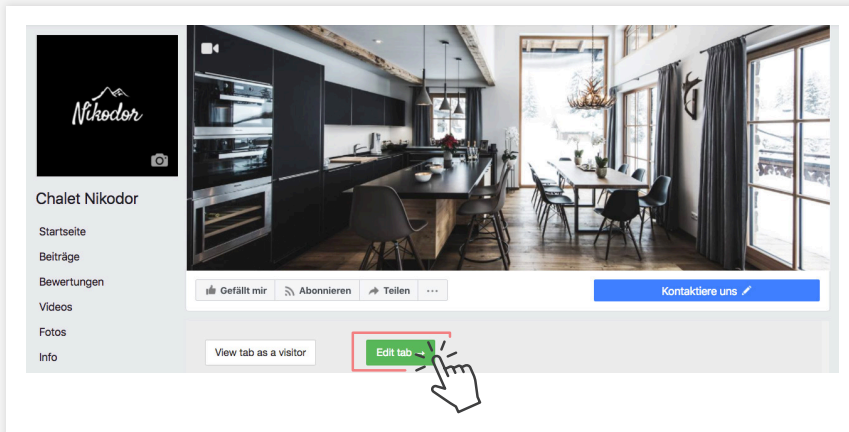 Nikodor
Chalet Nikodor
Startseite
Beiträge
Bewertungen
Videos
Fotos
Info
Gefällt mir
Abonnieren
Teilen
Kontaktiere uns
View tab as a visitor
Edit tab